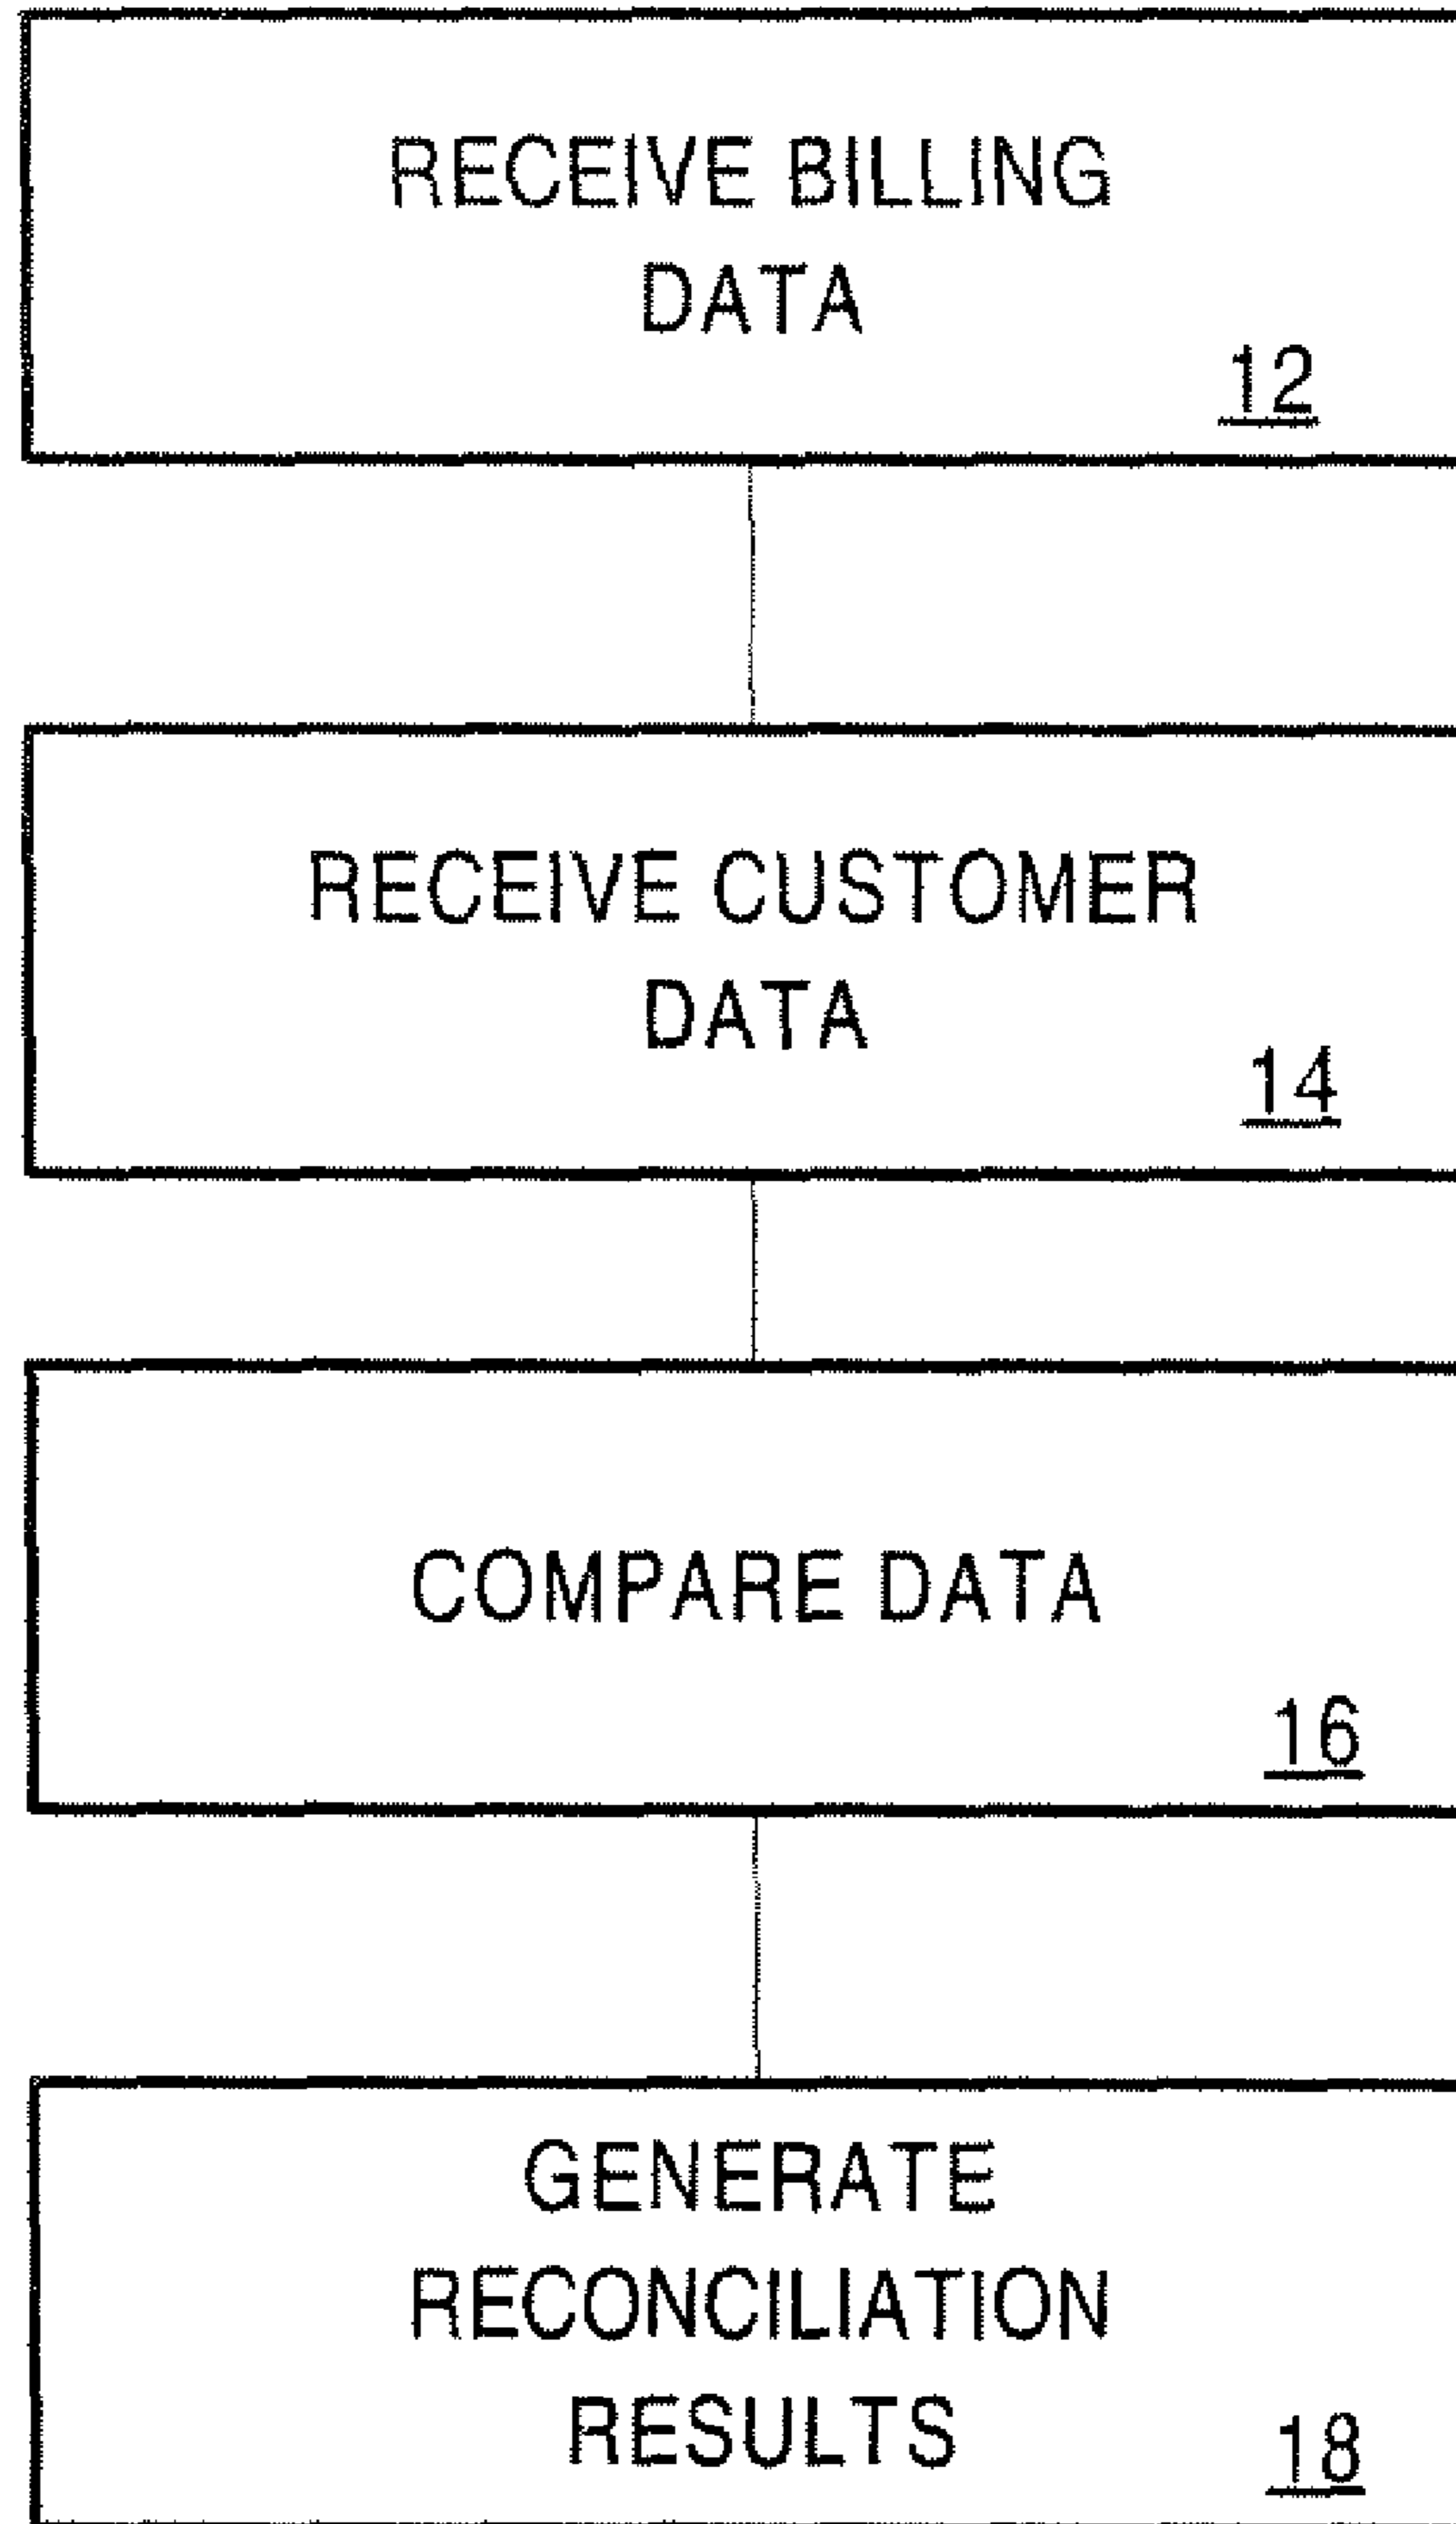 RECEIVE BILLING
DATA
12
RECEIVE CUSTOMER
DATA
14
COMPARE DATA
16
GENERATE
RECONCILIATION
RESULTS
18